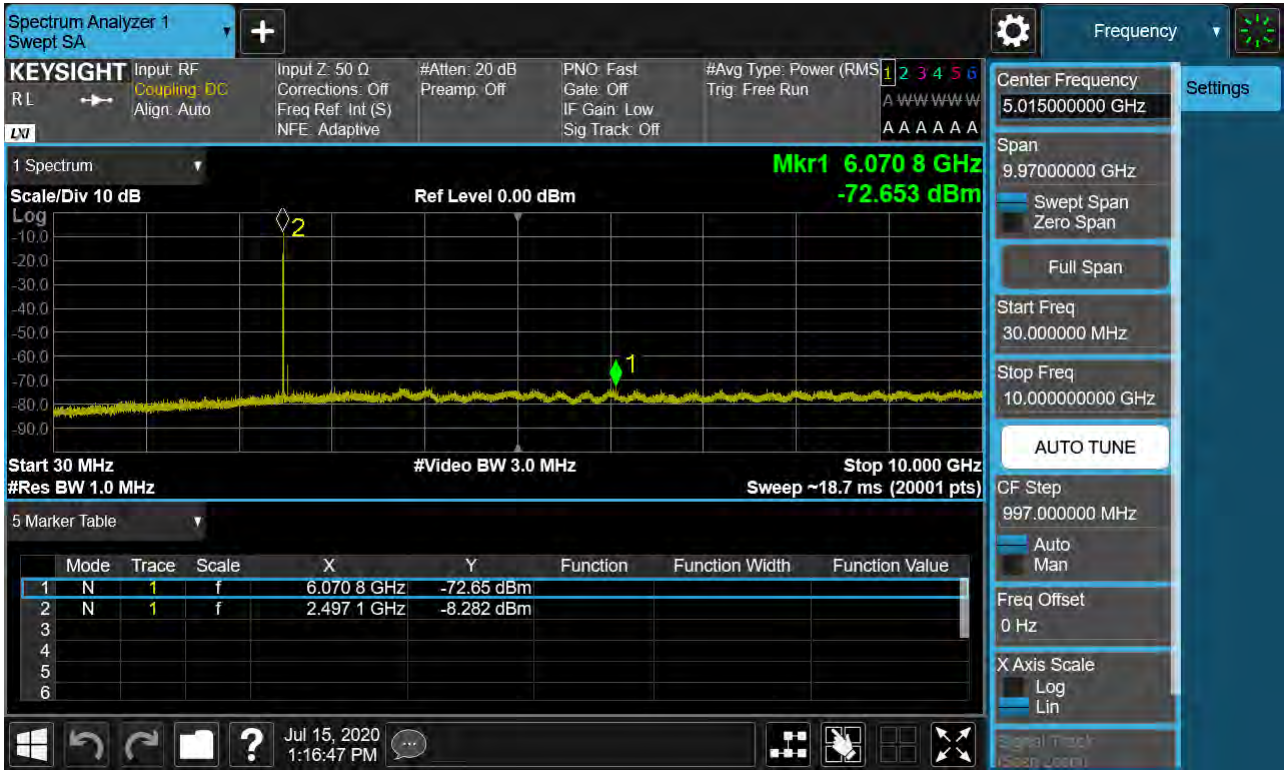 Spectrum Analyzer 1
Swept SA
Frequency
KEYSIGHT
RL
LXI
Input: RF
Coupling: DC
Align: Auto
Input Z: 50 Ω
Corrections: Off
Freq Ref: Int (S)
NFE: Adaptive
#Atten: 20 dB
Preamp: Off
PNO: Fast
Gate: Off
IF Gain: Low
Sig Track: Off
#Avg Type: Power (RMS
Trig: Free Run
1 2 3 4 5 6
A W W W W W
A A A A A A
1 Spectrum
Mkr1 6.070 8 GHz
Scale/Div 10 dB
Ref Level 0.00 dBm
-72.653 dBm
Log
-10.0
-20.0
-30.0
-40.0
-50.0
-60.0
-70.0
-80.0
-90.0
2
1
Start 30 MHz
#Video BW 3.0 MHz
Stop 10.000 GHz
#Res BW 1.0 MHz
Sweep ~18.7 ms (20001 pts)
5 Marker Table
Mode Trace Scale X Y Function Function Width Function Value
1 N 1 f 6.070 8 GHz -72.65 dBm
2 N 1 f 2.497 1 GHz -8.282 dBm
3
4
5
6
?
Jul 15, 2020
1:16:47 PM
Center Frequency
5.015000000 GHz
Settings
Span
9.97000000 GHz
Swept Span
Zero Span
Full Span
Start Freq
30.000000 MHz
Stop Freq
10.000000000 GHz
AUTO TUNE
CF Step
997.000000 MHz
Auto
Man
Freq Offset
0 Hz
X Axis Scale
Log
Lin
Signal Track
(Span Zoom)